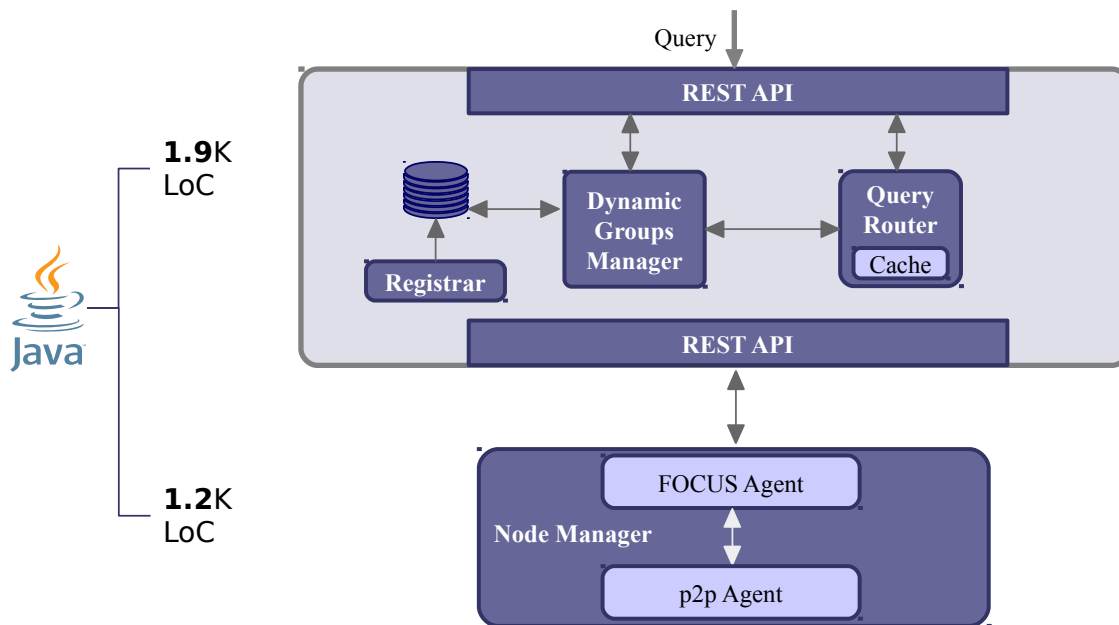 Query
REST API
1.9K
LoC
Dynamic
Groups
Manager
Query
Router
Cache
Registrar
Java
REST API
FOCUS Agent
1.2K
LoC
Node Manager
p2p Agent